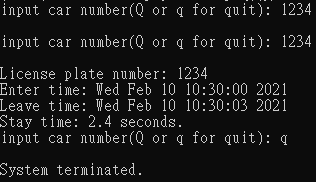 input car number(Q or q for quit): 1234
input car number(Q or q for quit): 1234
License plate number: 1234
Enter time: Wed Feb 10 10:30:00 2021
Leave time: Wed Feb 10 10:30:03 2021
Stay time: 2.4 seconds.
input car number(Q or q for quit): q
System terminated.